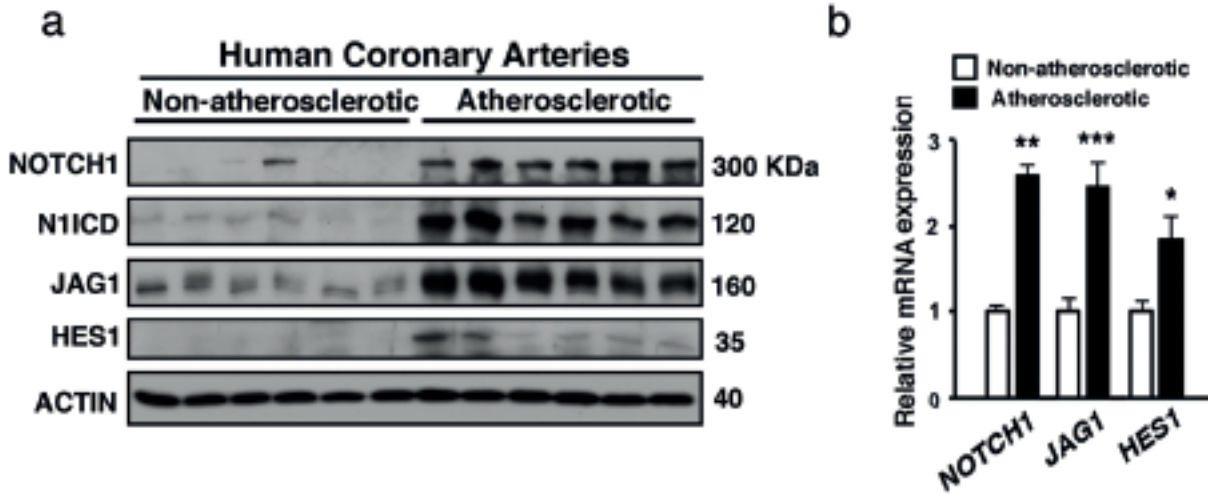 a
Human Coronary Arteries
Non-atherosclerotic Atherosclerotic
NOTCH1 300 KDa
N1ICD 120
JAG1 160
HES1 35
ACTIN 40
b
Non-atherosclerotic
Atherosclerotic
Relative mRNA expression
3
2
1
0
** *** *
NOTCH1 JAG1 HES1